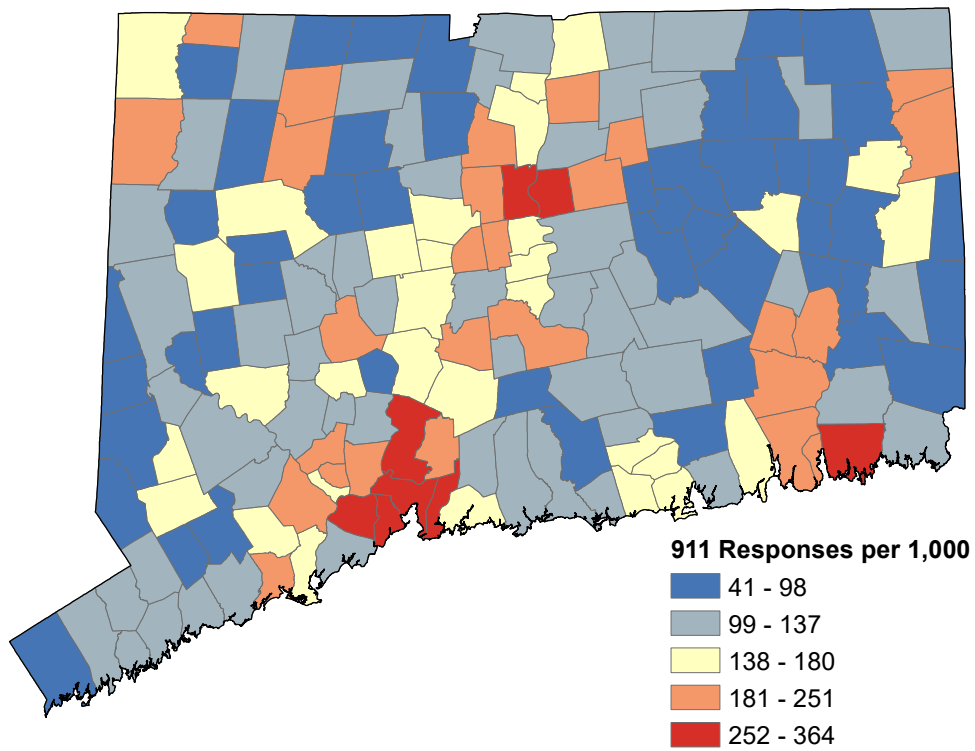 911 Responses per 1,000
41 - 98
99 - 137
138 - 180
181 - 251
252 - 364